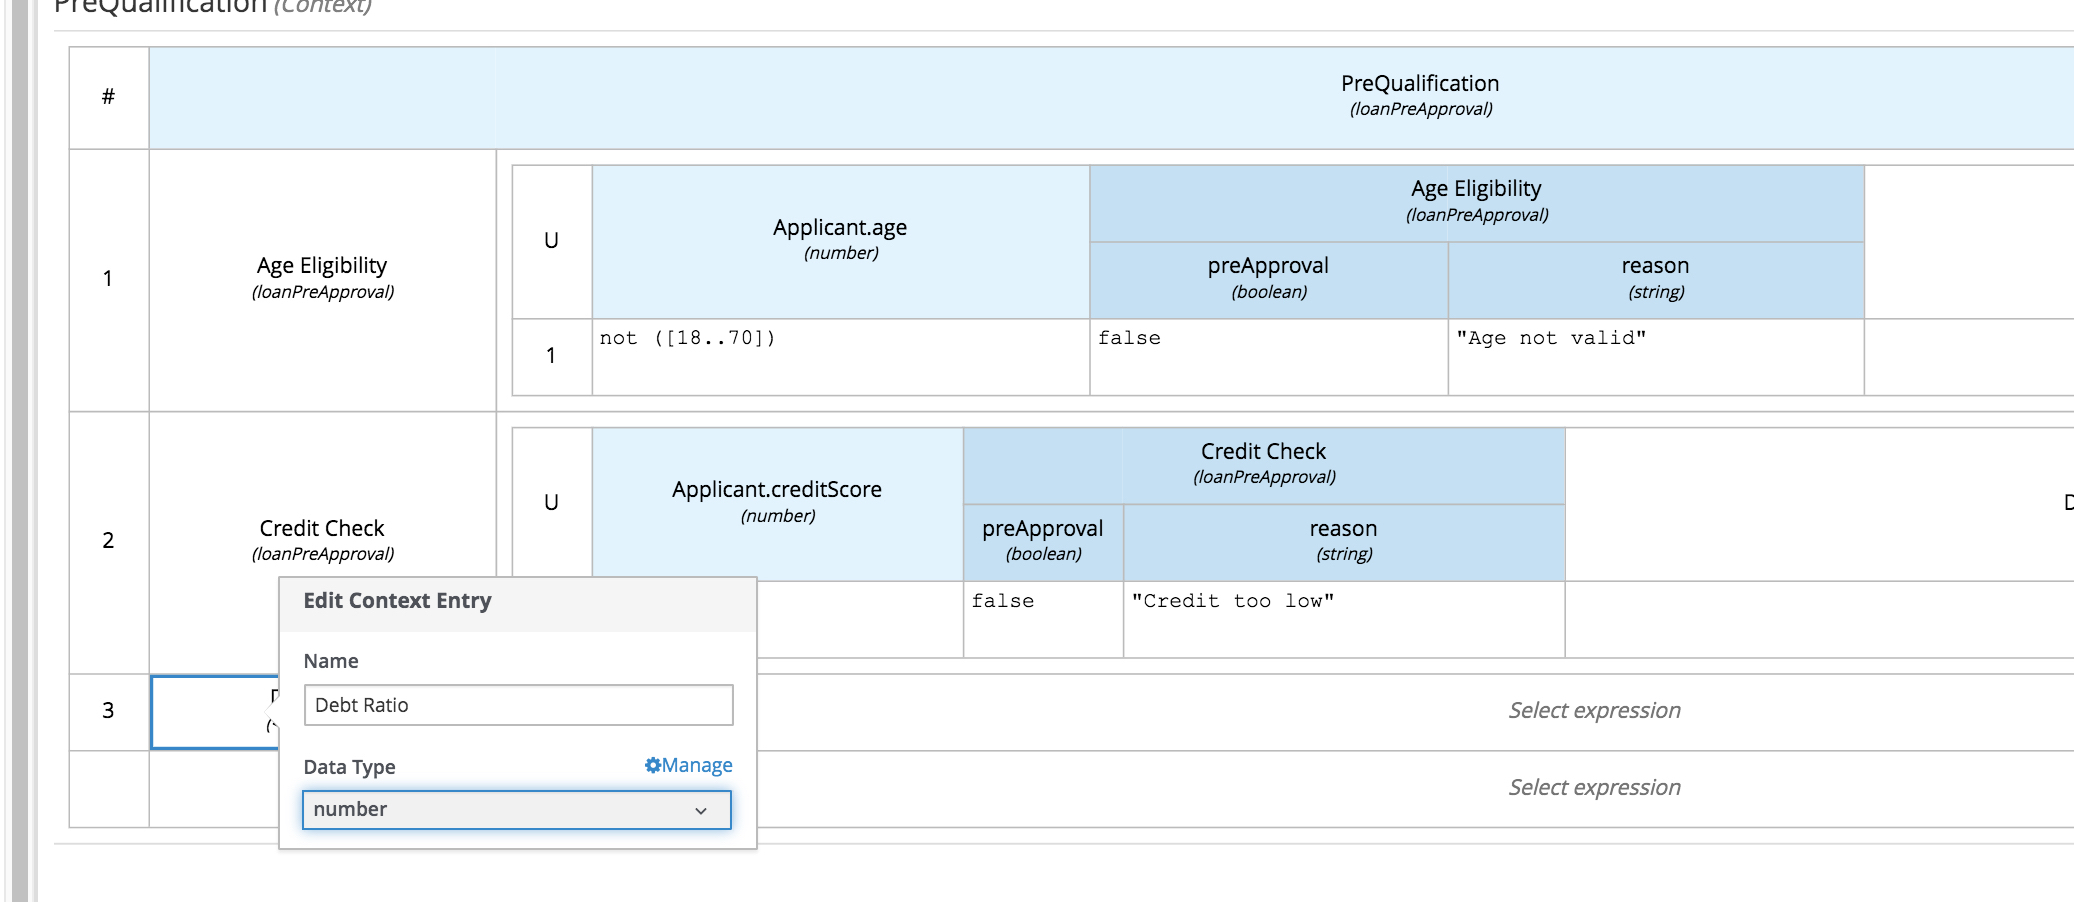 PreQualification (Context)
#
PreQualification
(loanPreApproval)
1
Age Eligibility
(loanPreApproval)
U
Applicant.age
(number)
Age Eligibility
(loanPreApproval)
preApproval
(boolean)
reason
(string)
1
not ([18..70])
false
"Age not valid"
2
Credit Check
(loanPreApproval)
U
Applicant.creditScore
(number)
Credit Check
(loanPreApproval)
preApproval
(boolean)
reason
(string)
false
"Credit too low"
3
Select expression
Select expression
Edit Context Entry
Name
Debt Ratio
Data Type
Manage
number